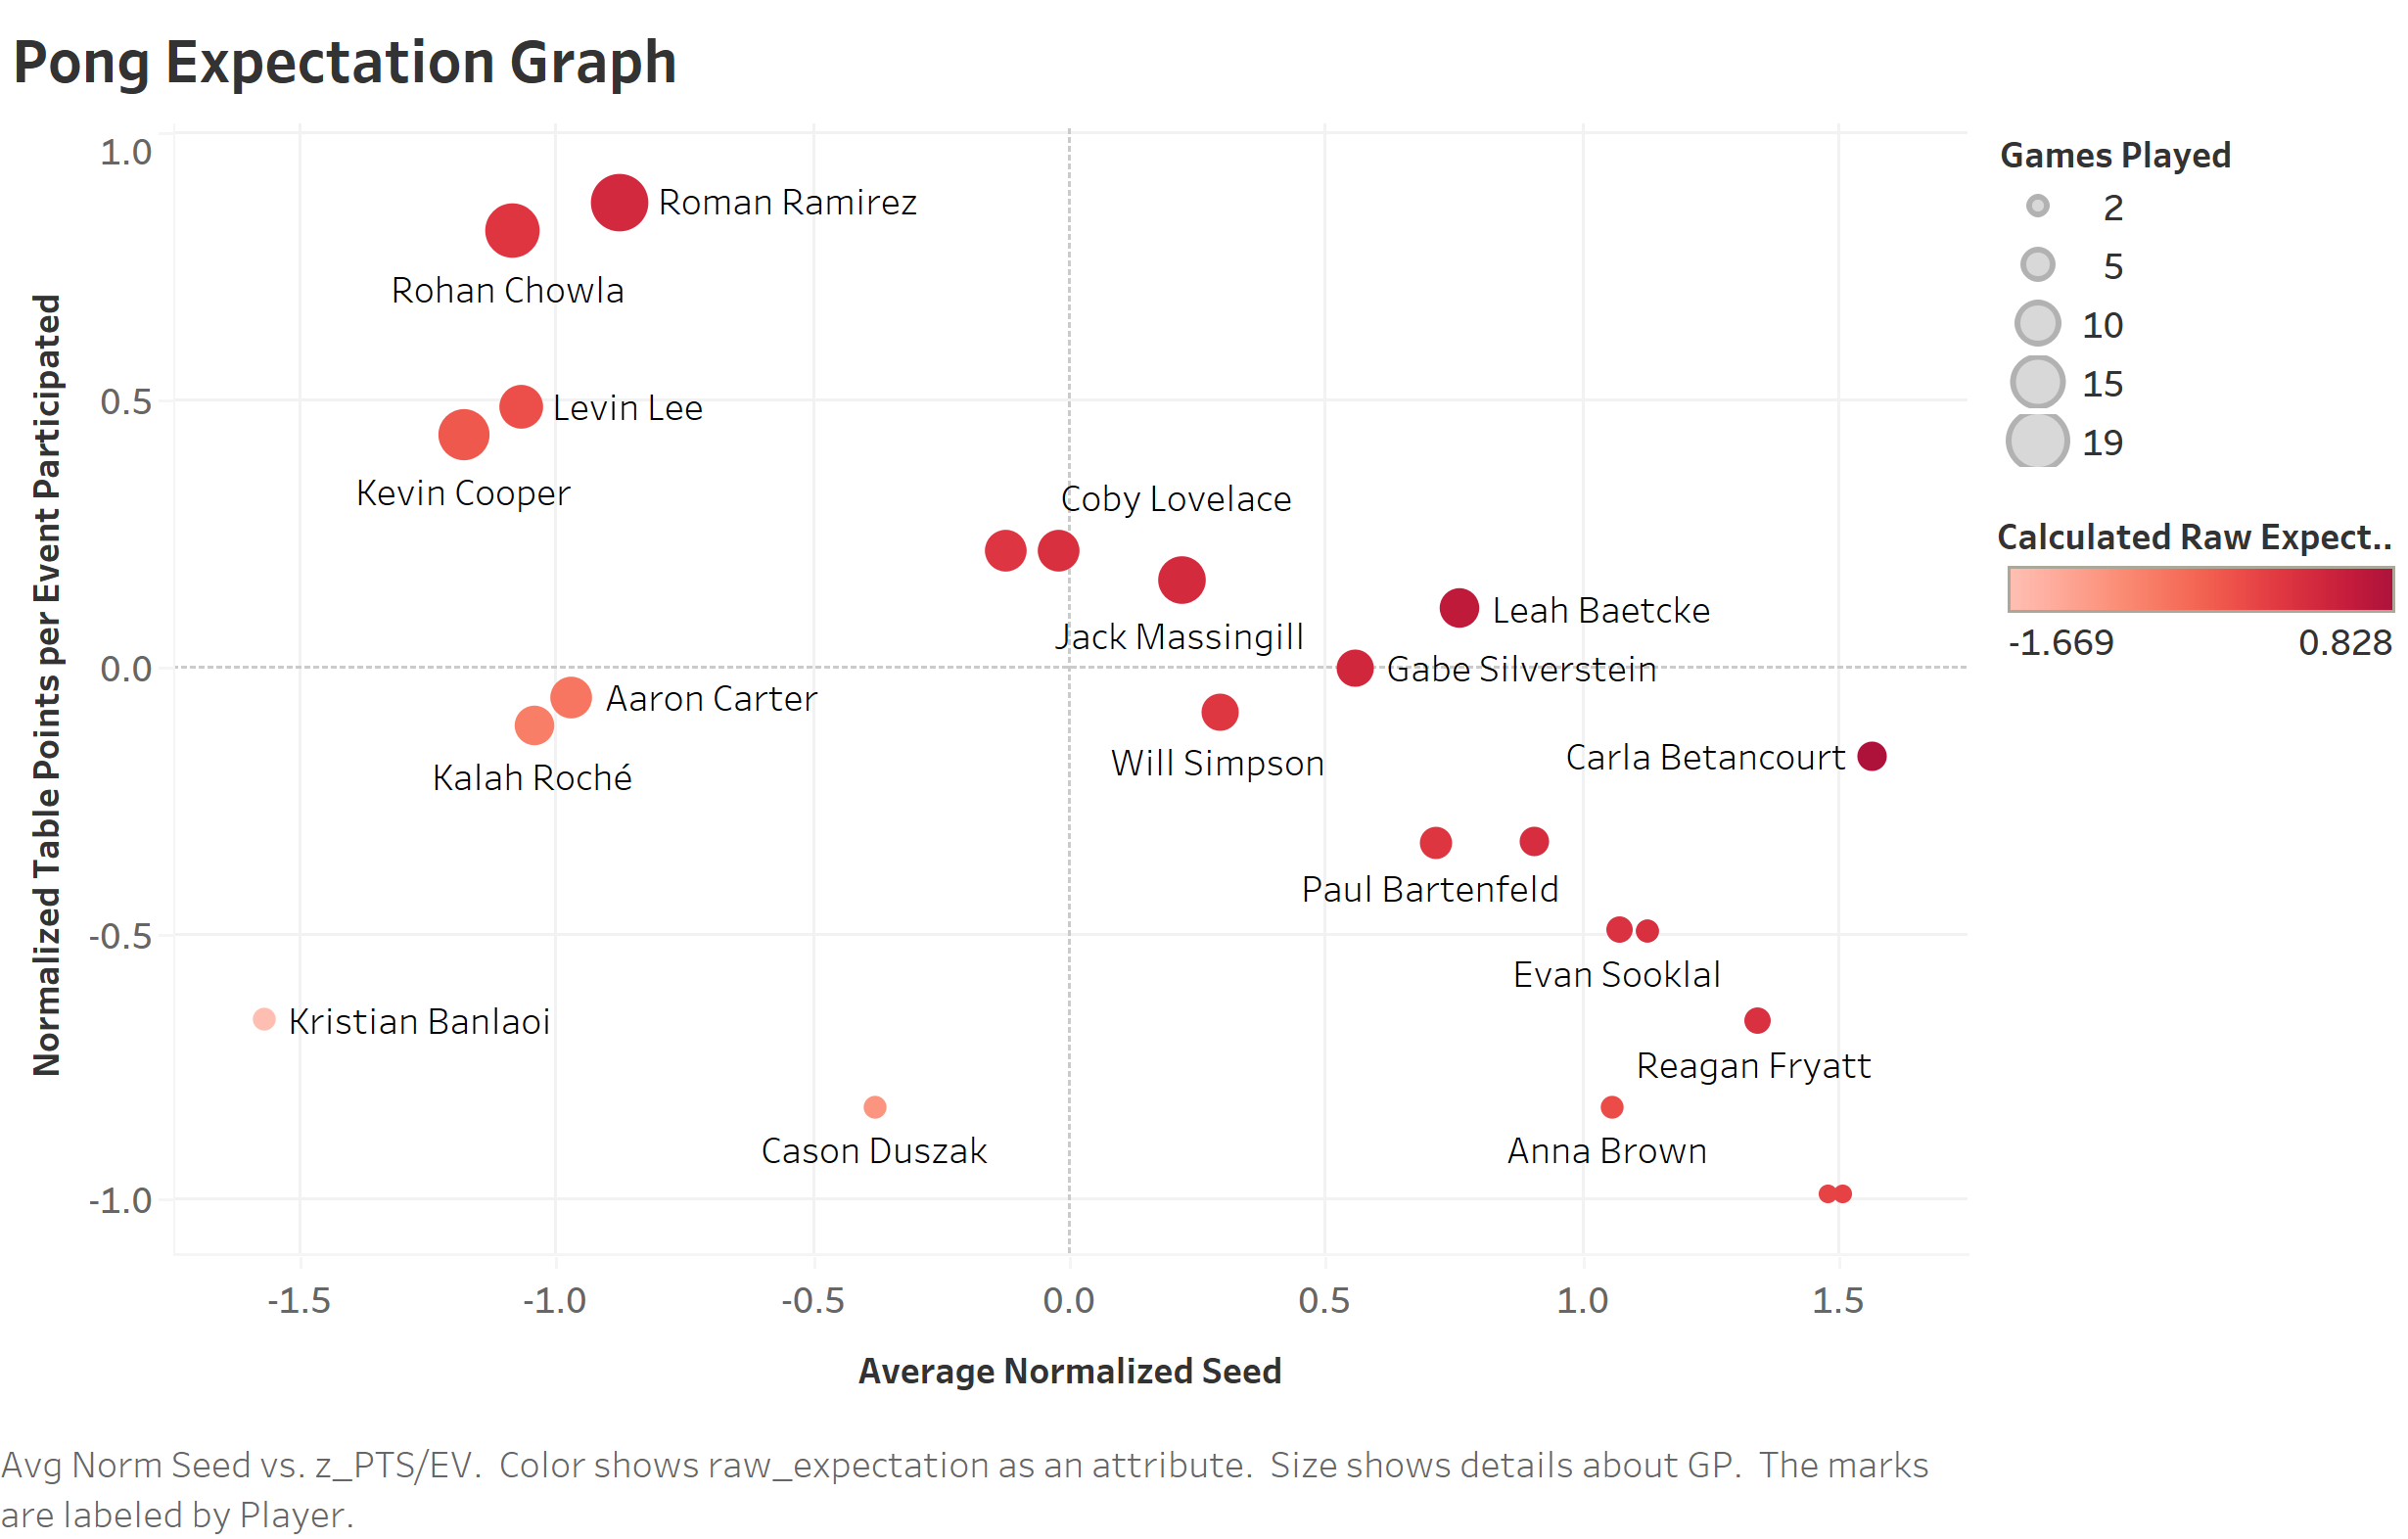 Pong Expectation Graph
Normalized Table Points per Event Participated
1.0
0.5
0.0
-0.5
-1.0
Roman Ramirez
Rohan Chowla
Levin Lee
Kevin Cooper
Coby Lovelace
Jack Massingill
Leah Baetcke
Gabe Silverstein
Aaron Carter
Kalah Roché
Will Simpson
Carla Betancourt
Paul Bartenfeld
Evan Sooklal
Kristian Banlaoi
Reagan Fryatt
Cason Duszak
Anna Brown
-1.5
-1.0
-0.5
0.0
0.5
1.0
1.5
Average Normalized Seed
Games Played
2
5
10
15
19
Calculated Raw Expect..
-1.669
0.828
Avg Norm Seed vs. z_PTS/EV. Color shows raw_expectation as an attribute. Size shows details about GP. The marks
are labeled by Player.